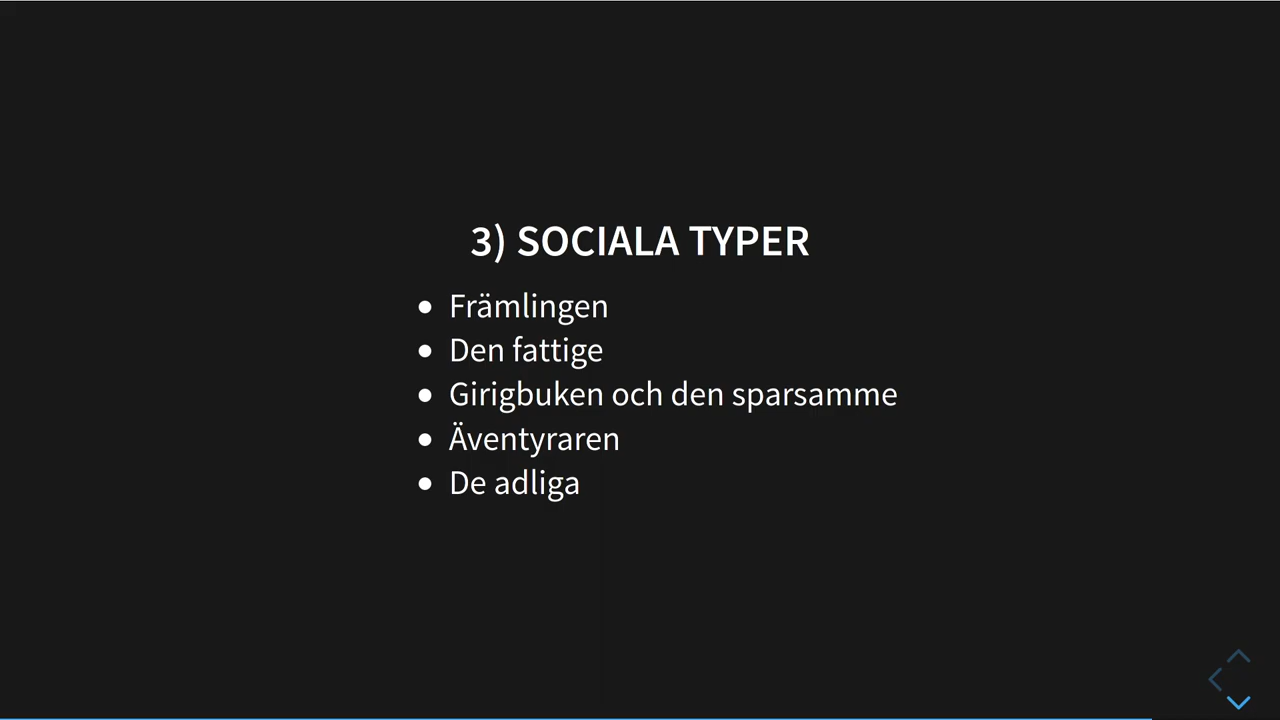 3) SOCIALA TYPER
• Främlingen
• Den fattige
• Girigbuken och den sparsamme
• Äventyraren
• De adliga